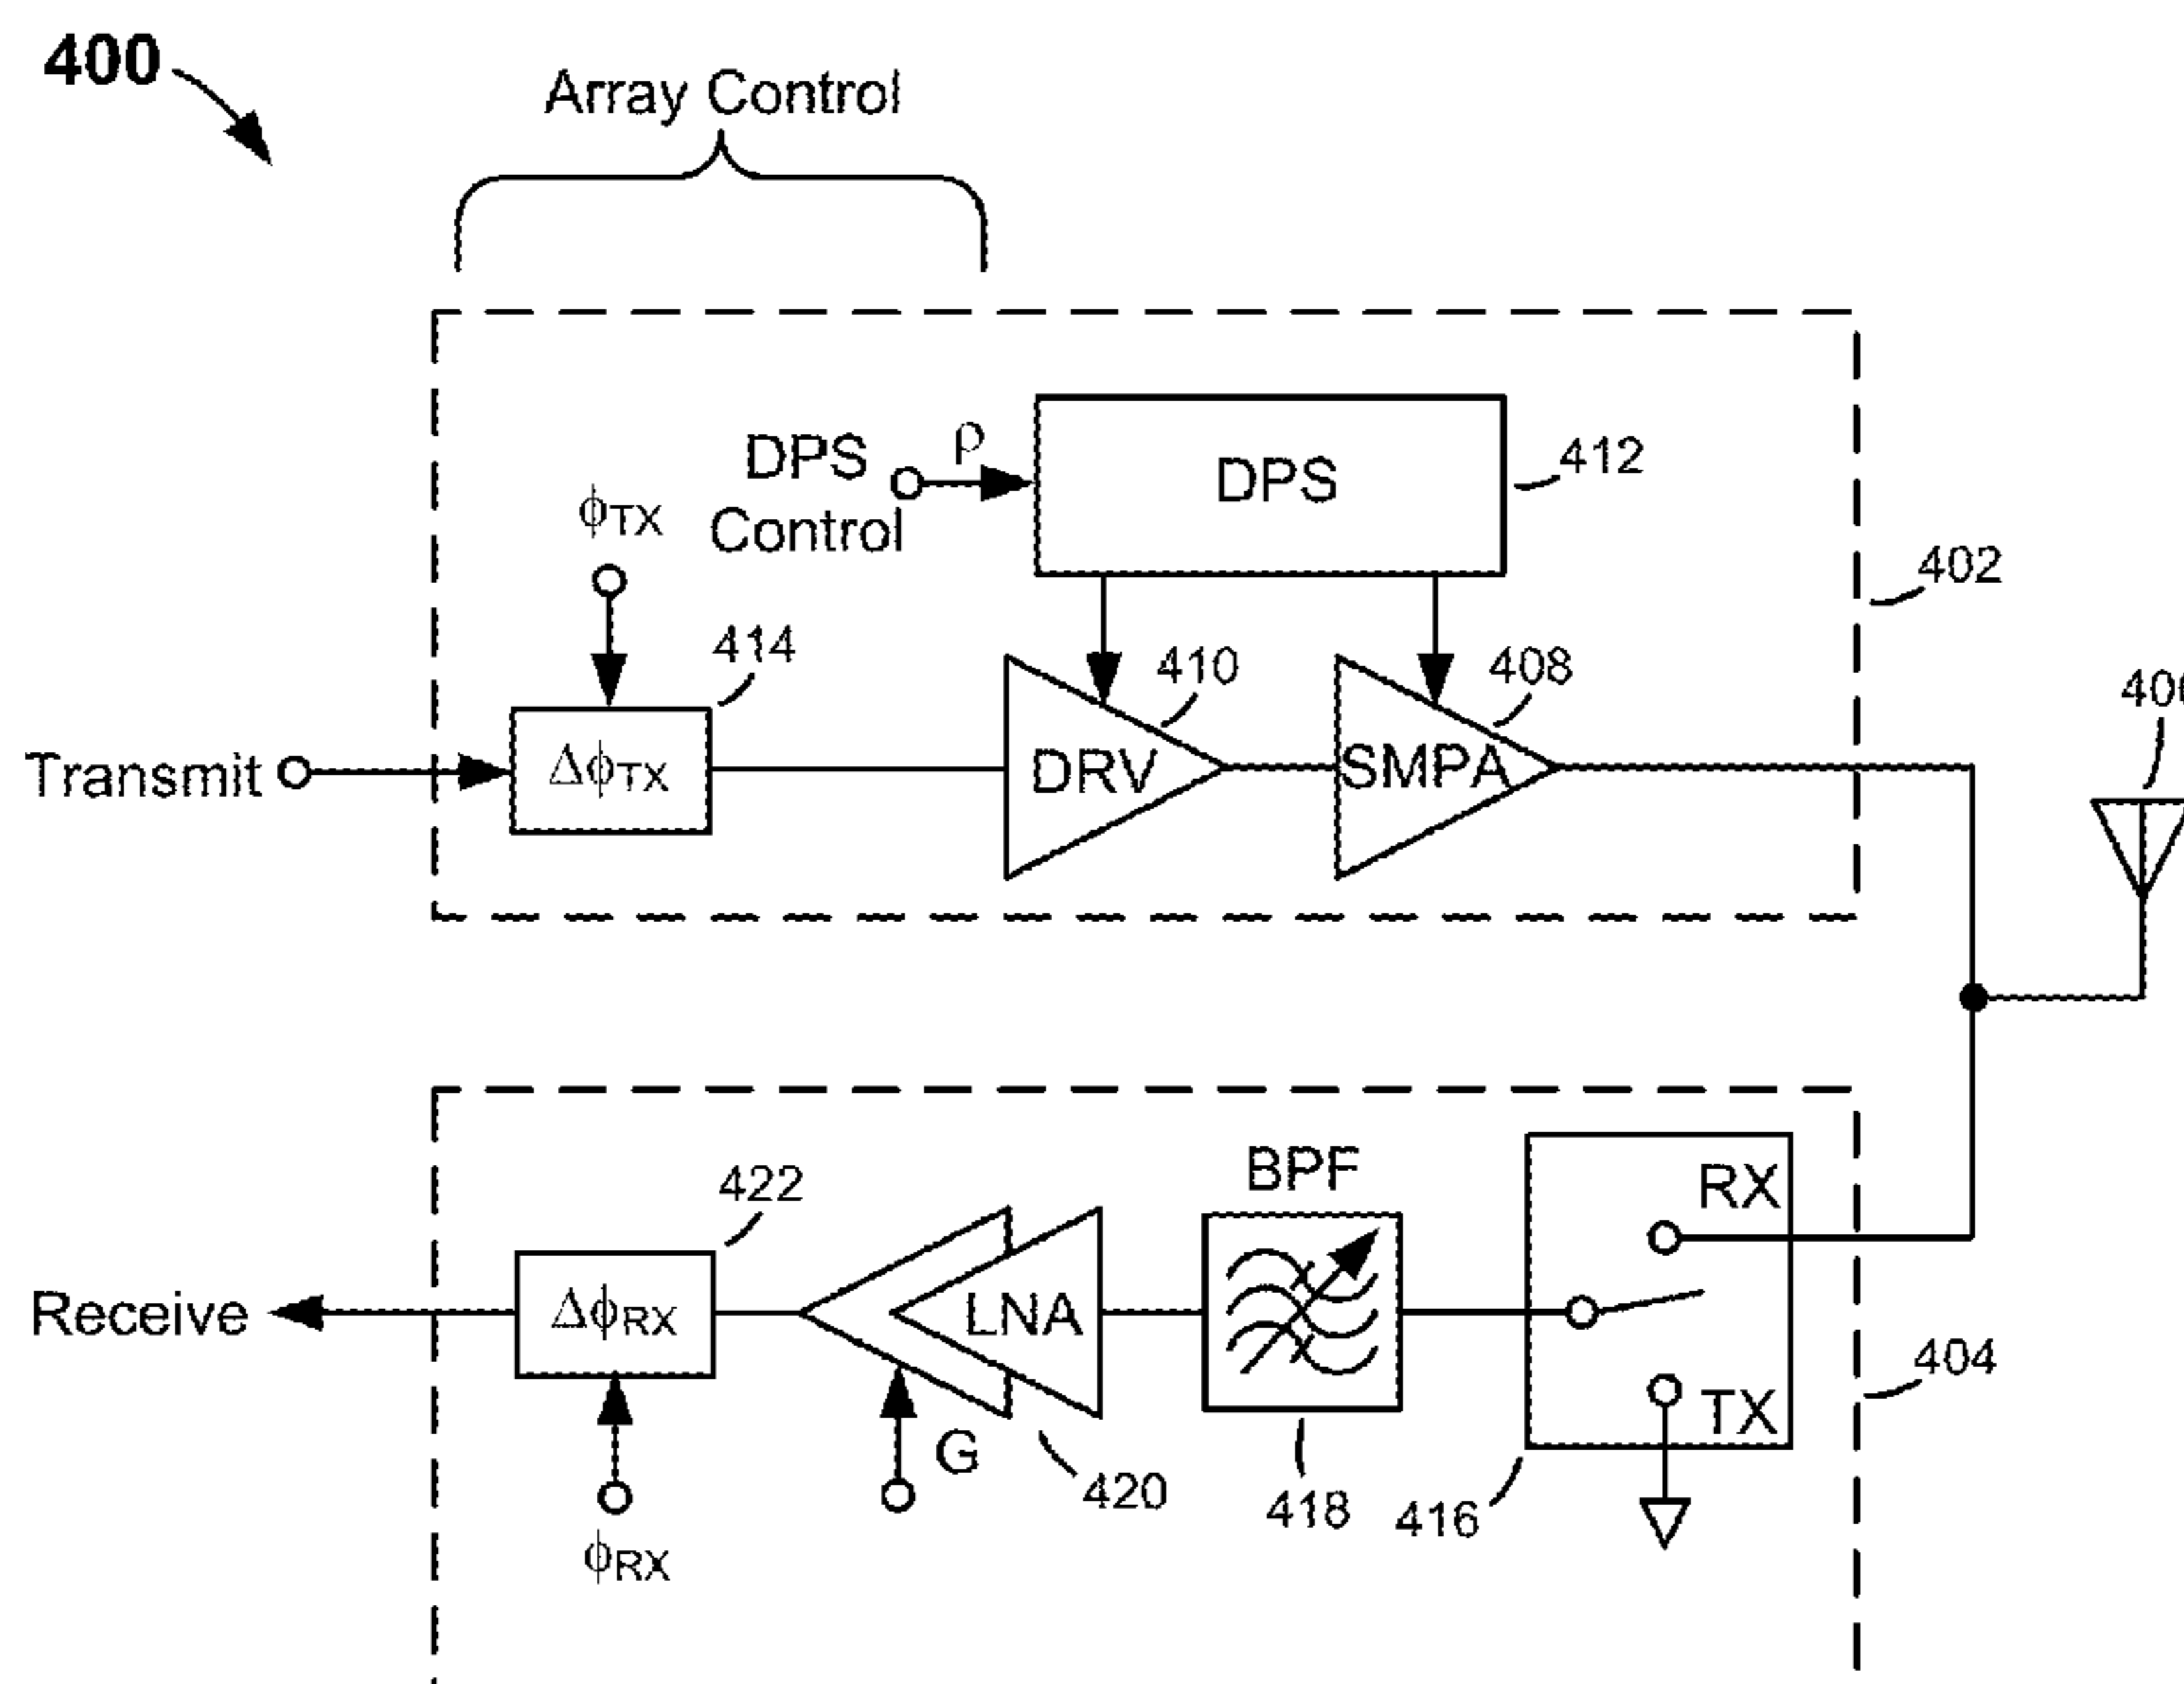 400
Array Control
DPS
Control
ρ
DPS
412
ϕTX
402
414
410
408
Transmit
ΔϕTX
DRV
SMPA
BPF
RX
422
Receive
ΔϕRX
LNA
404
TX
G
420
418
416
ϕRX